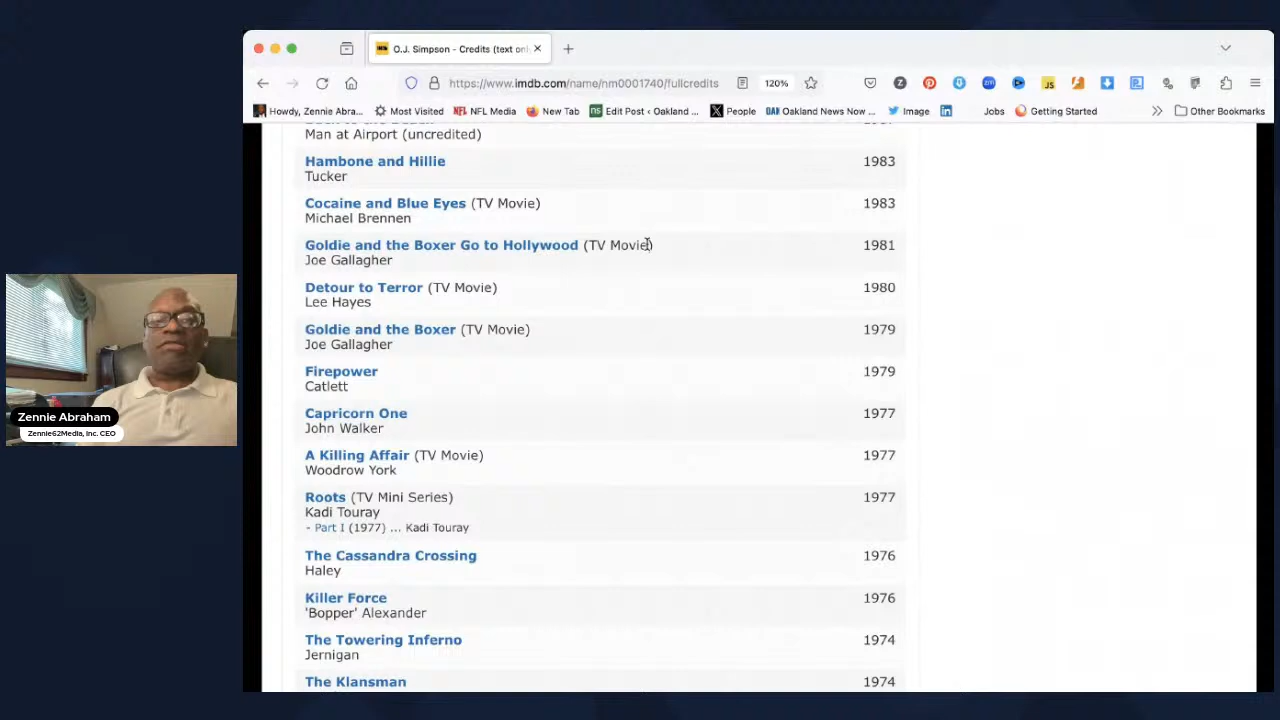 O.J. Simpson - Credits (text onl
https://www.imdb.com/name/nm0001740/fullcredits
120%
Howdy, Zennie Abra...
Most Visited
NFL Media
New Tab
Edit Post ‹ Oakland ...
People
Oakland News Now ...
Image
Jobs
Getting Started
Other Bookmarks
Man at Airport (uncredited)
Hambone and Hillie 1983
Tucker
Cocaine and Blue Eyes (TV Movie) 1983
Michael Brennen
Goldie and the Boxer Go to Hollywood (TV Movie) 1981
Joe Gallagher
Detour to Terror (TV Movie) 1980
Lee Hayes
Goldie and the Boxer (TV Movie) 1979
Joe Gallagher
Firepower 1979
Catlett
Capricorn One 1977
John Walker
A Killing Affair (TV Movie) 1977
Woodrow York
Roots (TV Mini Series) 1977
Kadi Touray
- Part I (1977) ... Kadi Touray
The Cassandra Crossing 1976
Haley
Killer Force 1976
'Bopper' Alexander
The Towering Inferno 1974
Jernigan
The Klansman 1974
Zennie Abraham
Zennie62Media, Inc. CEO